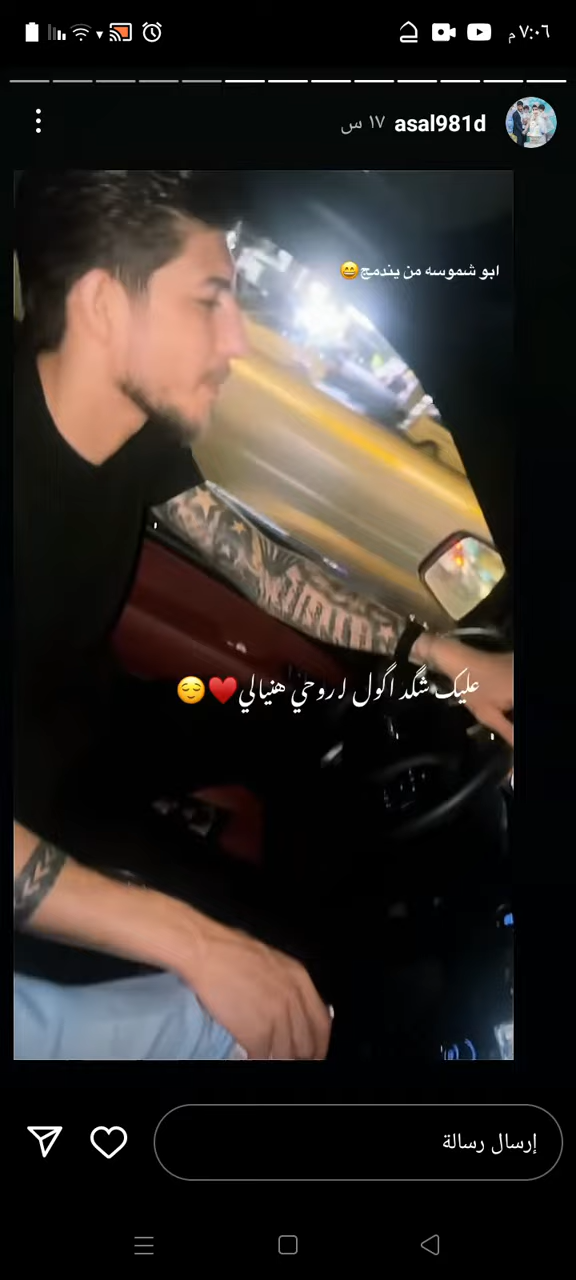 ٧:٠٦ م
asal981d ١٧ س
ابو شموسه من يندمج😄
عليك شگد اگول لروحي هنيالي❤️😌
إرسال رسالة